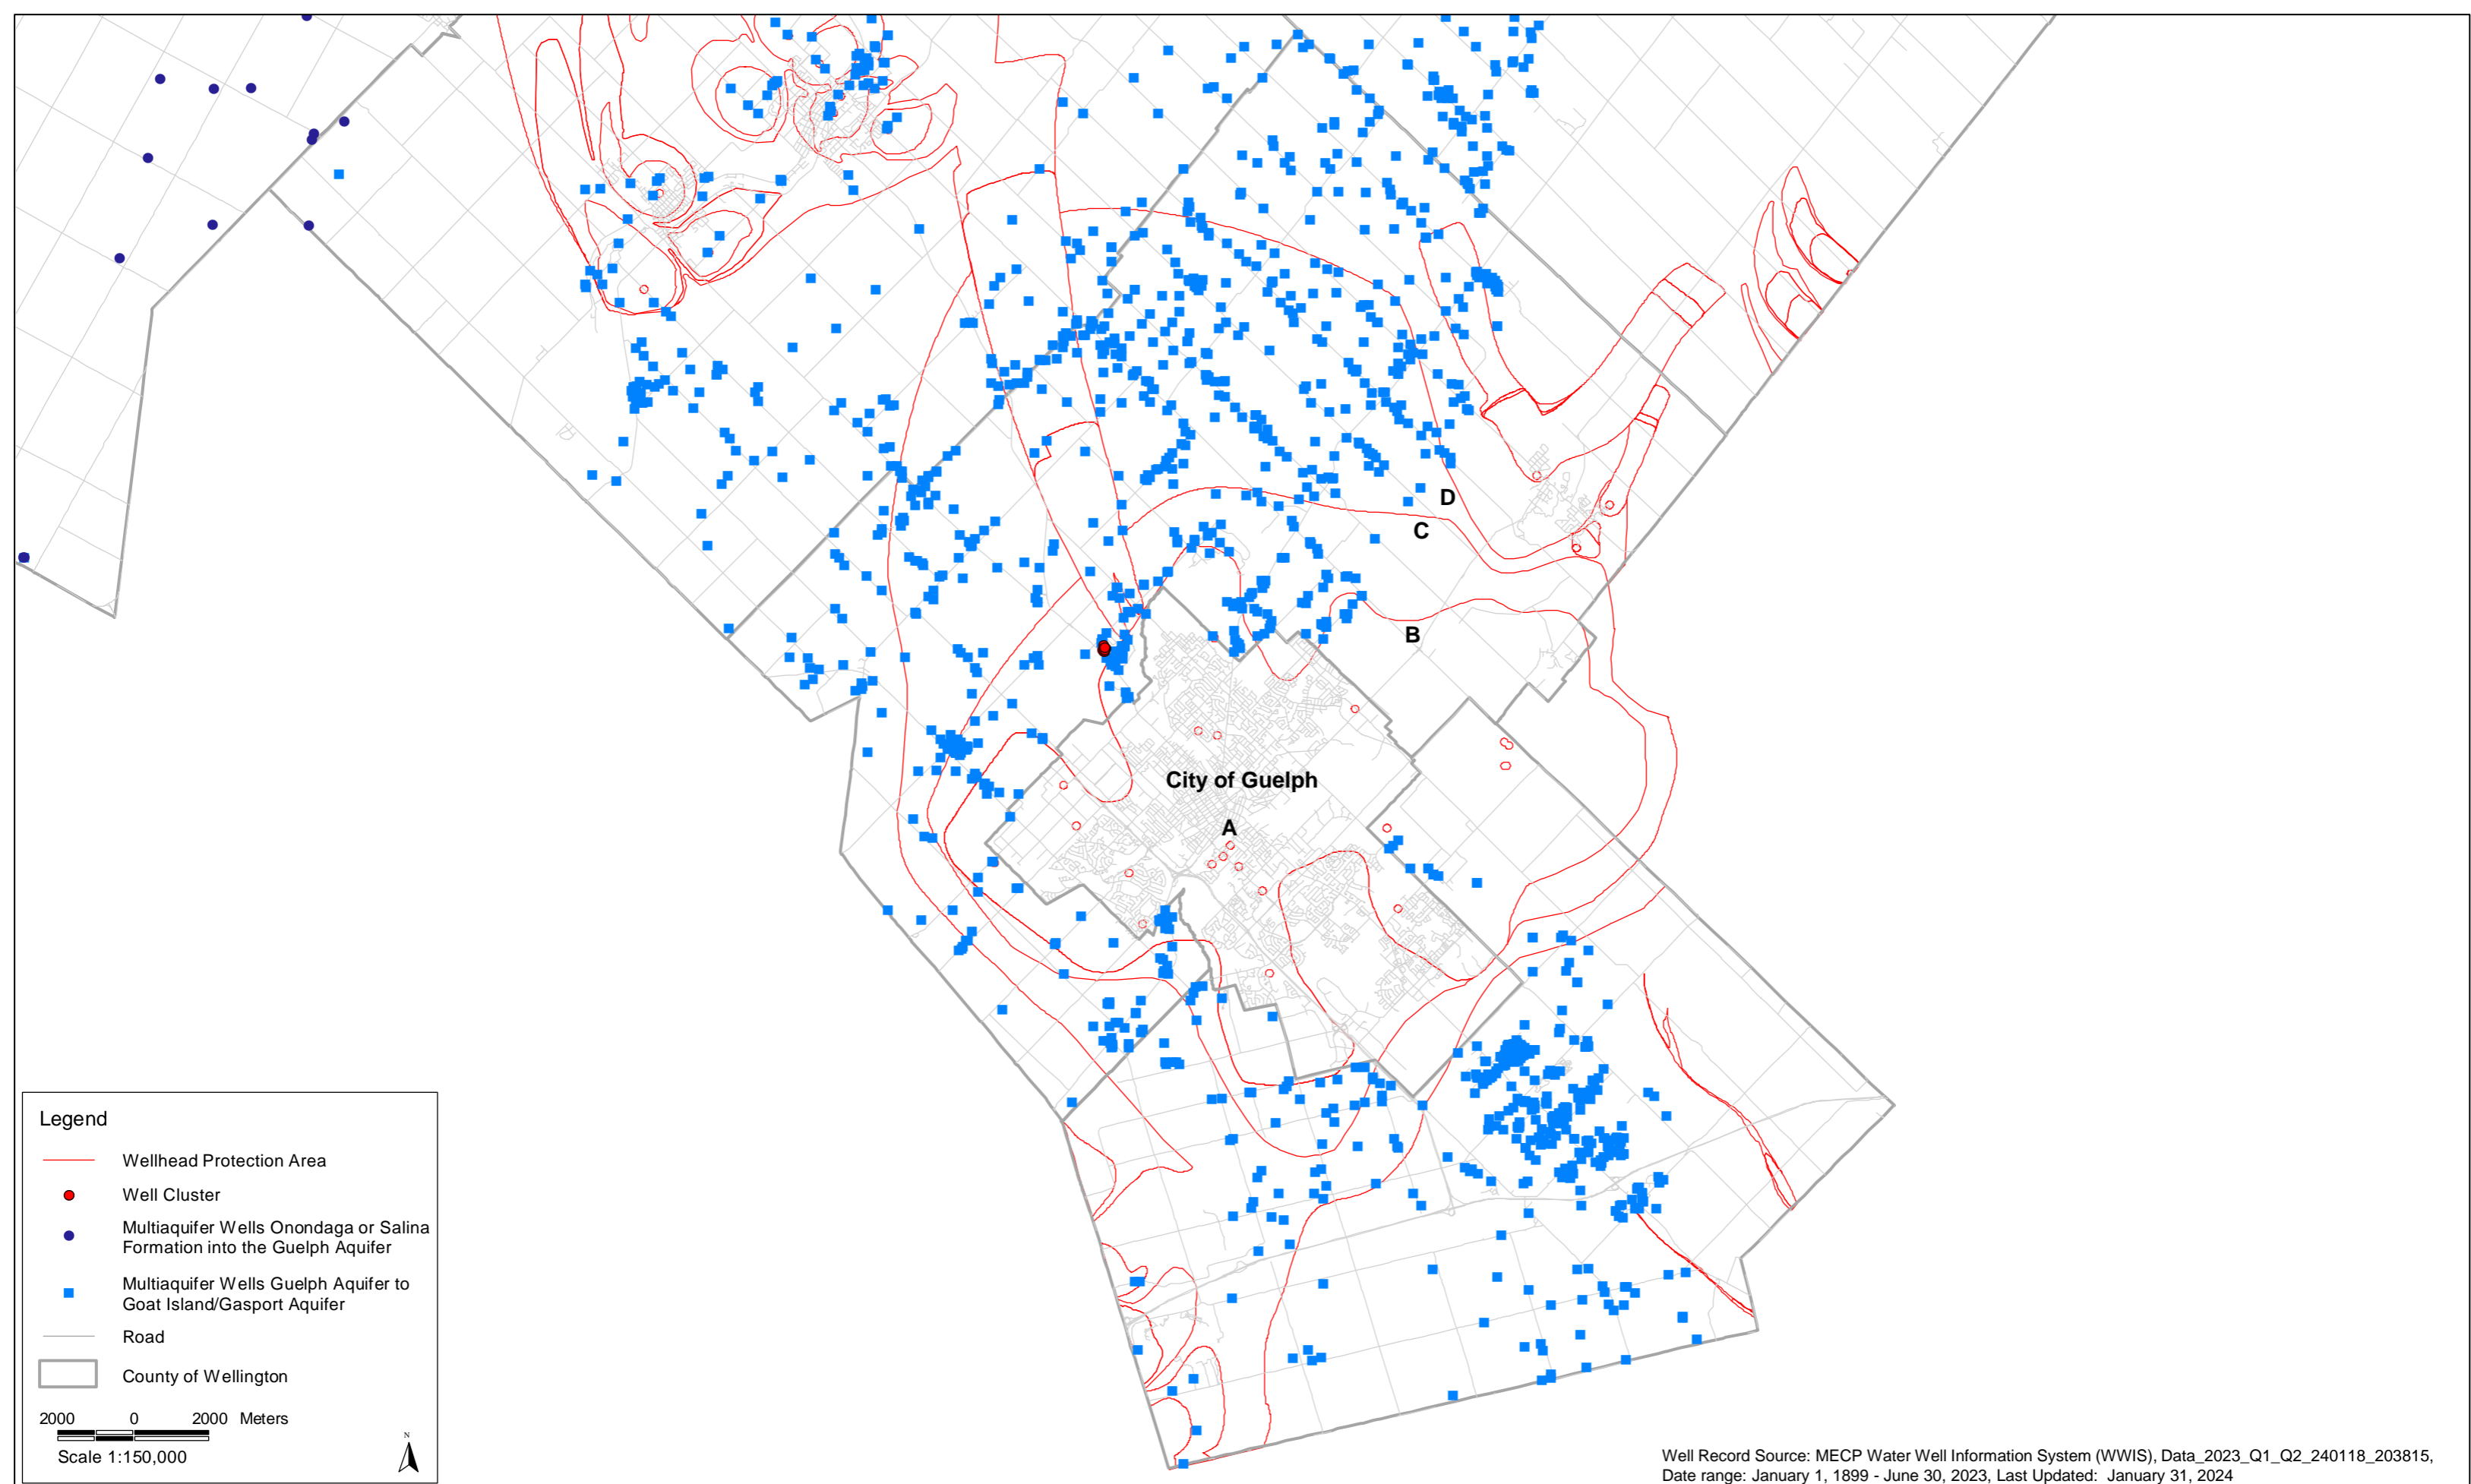 D
C
B
City of Guelph
A
Legend
Wellhead Protection Area
Well Cluster
Multiaquifer Wells Onondaga or Salina
Formation into the Guelph Aquifer
Multiaquifer Wells Guelph Aquifer to
Goat Island/Gasport Aquifer
Road
County of Wellington
2000 0 2000 Meters
Scale 1:150,000
N
Well Record Source: MECP Water Well Information System (WWIS), Data_2023_Q1_Q2_240118_203815,
Date range: January 1, 1899 - June 30, 2023, Last Updated: January 31, 2024